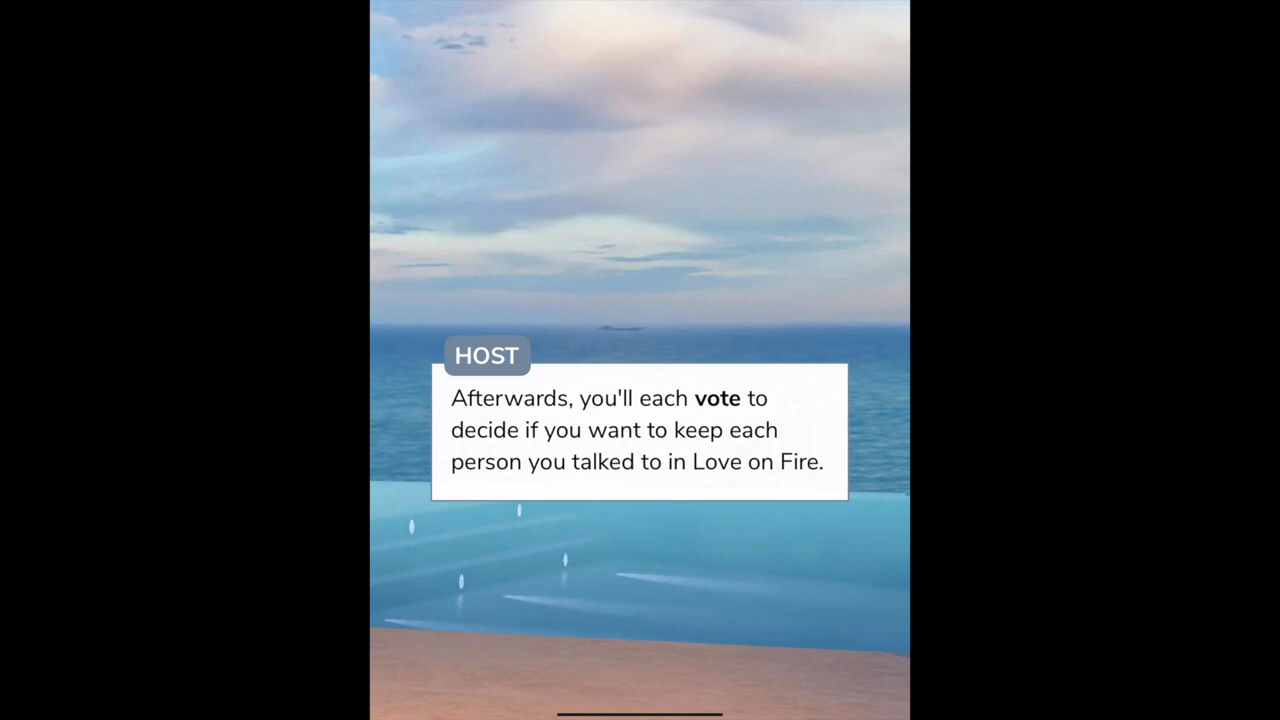 HOST
Afterwards, you'll each vote to
decide if you want to keep each
person you talked to in Love on Fire.